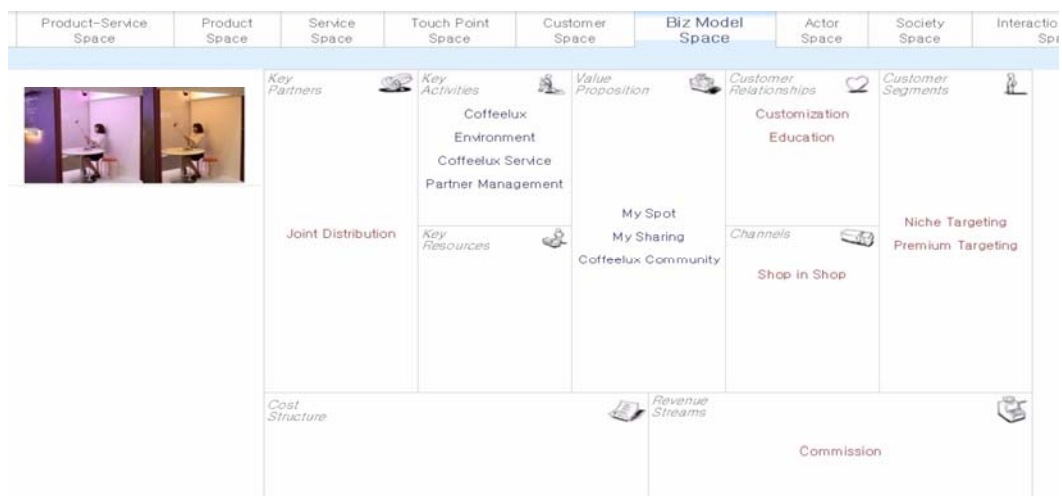 Product-Service
Space
Product
Space
Service
Space
Touch Point
Space
Customer
Space
Biz Model
Space
Actor
Space
Society
Space
Key
Partners
Joint Distribution
Key
Activities
Coffeelux
Environment
Coffeelux Service
Partner Management
Key
Resources
Value
Proposition
My Spot
My Sharing
Coffeelux Community
Customer
Relationships
Customization
Education
Channels
Shop in Shop
Customer
Segments
Niche Targeting
Premium Targeting
Cost
Structure
Revenue
Streams
Commission